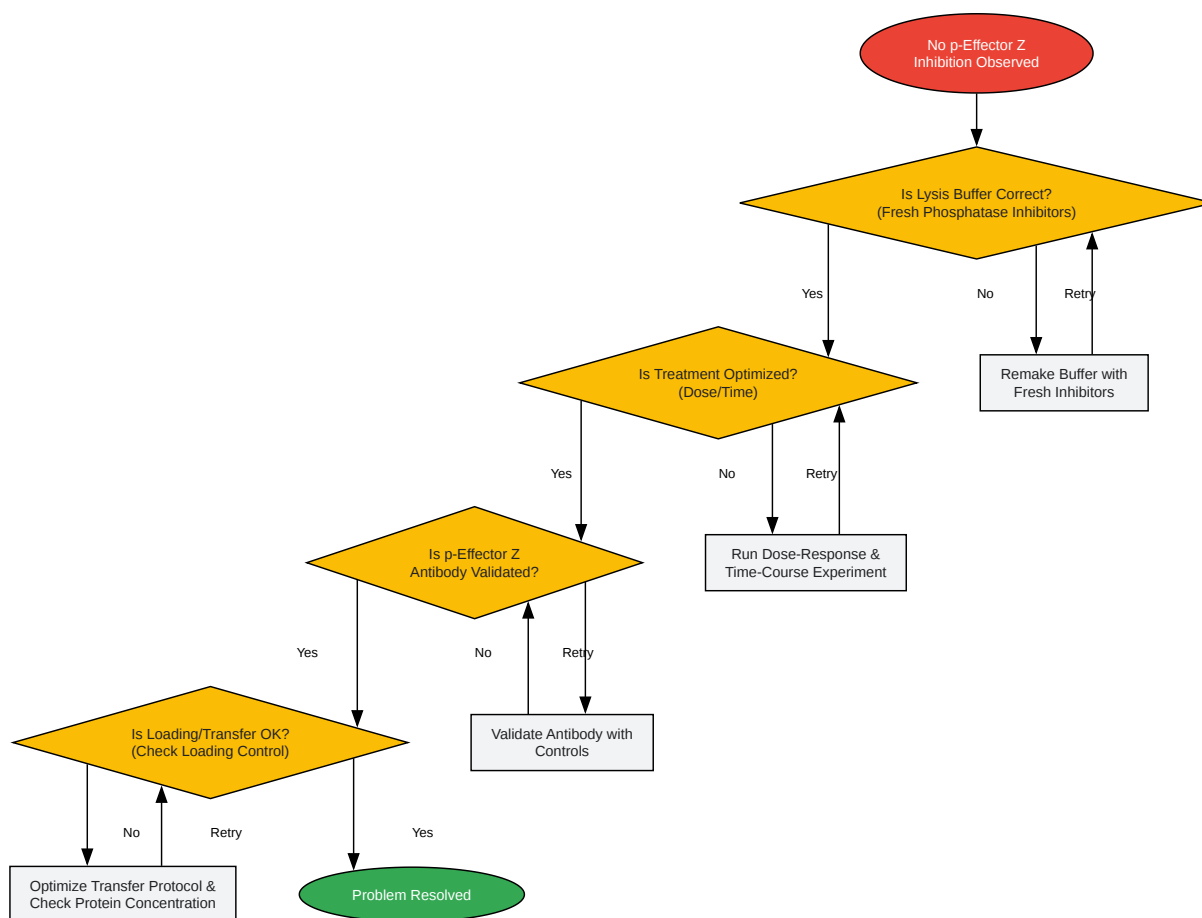 No p-Effector Z
Inhibition Observed
Is Lysis Buffer Correct?
(Fresh Phosphatase Inhibitors)
Yes
No
Retry
Is Treatment Optimized?
(Dose/Time)
Remake Buffer with
Fresh Inhibitors
Yes
No
Retry
Is p-Effector Z
Antibody Validated?
Run Dose-Response &
Time-Course Experiment
Yes
No
Retry
Is Loading/Transfer OK?
(Check Loading Control)
Validate Antibody with
Controls
No
Retry
Yes
Optimize Transfer Protocol &
Check Protein Concentration
Problem Resolved